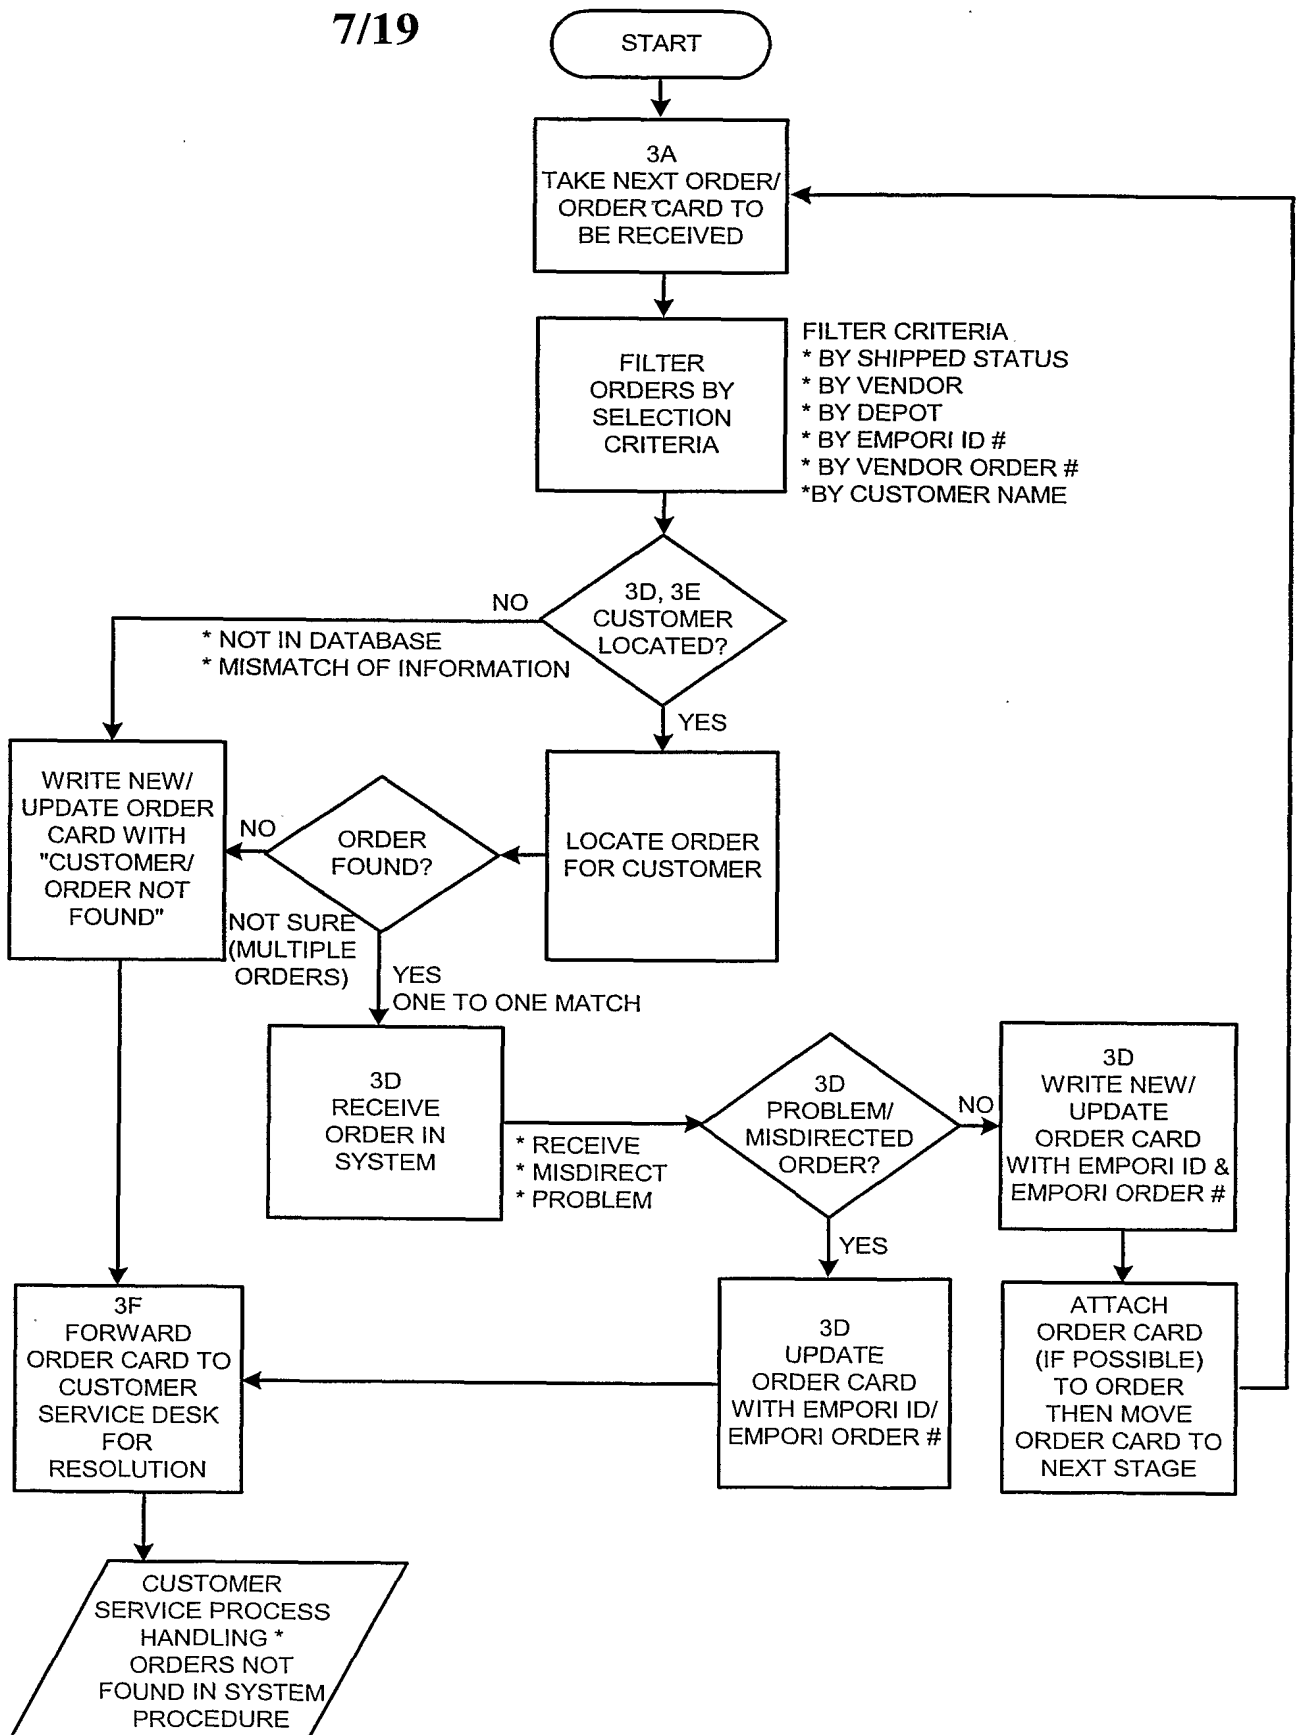 7/19
START
3A
TAKE NEXT ORDER/
ORDER CARD TO
BE RECEIVED
FILTER
ORDERS BY
SELECTION
CRITERIA
FILTER CRITERIA
* BY SHIPPED STATUS
* BY VENDOR
* BY DEPOT
* BY EMPORI ID #
* BY VENDOR ORDER #
*BY CUSTOMER NAME
3D, 3E
CUSTOMER
LOCATED?
NO
* NOT IN DATABASE
* MISMATCH OF INFORMATION
YES
WRITE NEW/
UPDATE ORDER
CARD WITH
"CUSTOMER/
ORDER NOT
FOUND"
NO
ORDER
FOUND?
LOCATE ORDER
FOR CUSTOMER
NOT SURE
(MULTIPLE
ORDERS)
YES
ONE TO ONE MATCH
3D
RECEIVE
ORDER IN
SYSTEM
* RECEIVE
* MISDIRECT
* PROBLEM
3D
PROBLEM/
MISDIRECTED
ORDER?
NO
3D
WRITE NEW/
UPDATE
ORDER CARD
WITH EMPORI ID &
EMPORI ORDER #
YES
3F
FORWARD
ORDER CARD TO
CUSTOMER
SERVICE DESK
FOR
RESOLUTION
3D
UPDATE
ORDER CARD
WITH EMPORI ID/
EMPORI ORDER #
ATTACH
ORDER CARD
(IF POSSIBLE)
TO ORDER
THEN MOVE
ORDER CARD TO
NEXT STAGE
CUSTOMER
SERVICE PROCESS
HANDLING *
ORDERS NOT
FOUND IN SYSTEM
PROCEDURE